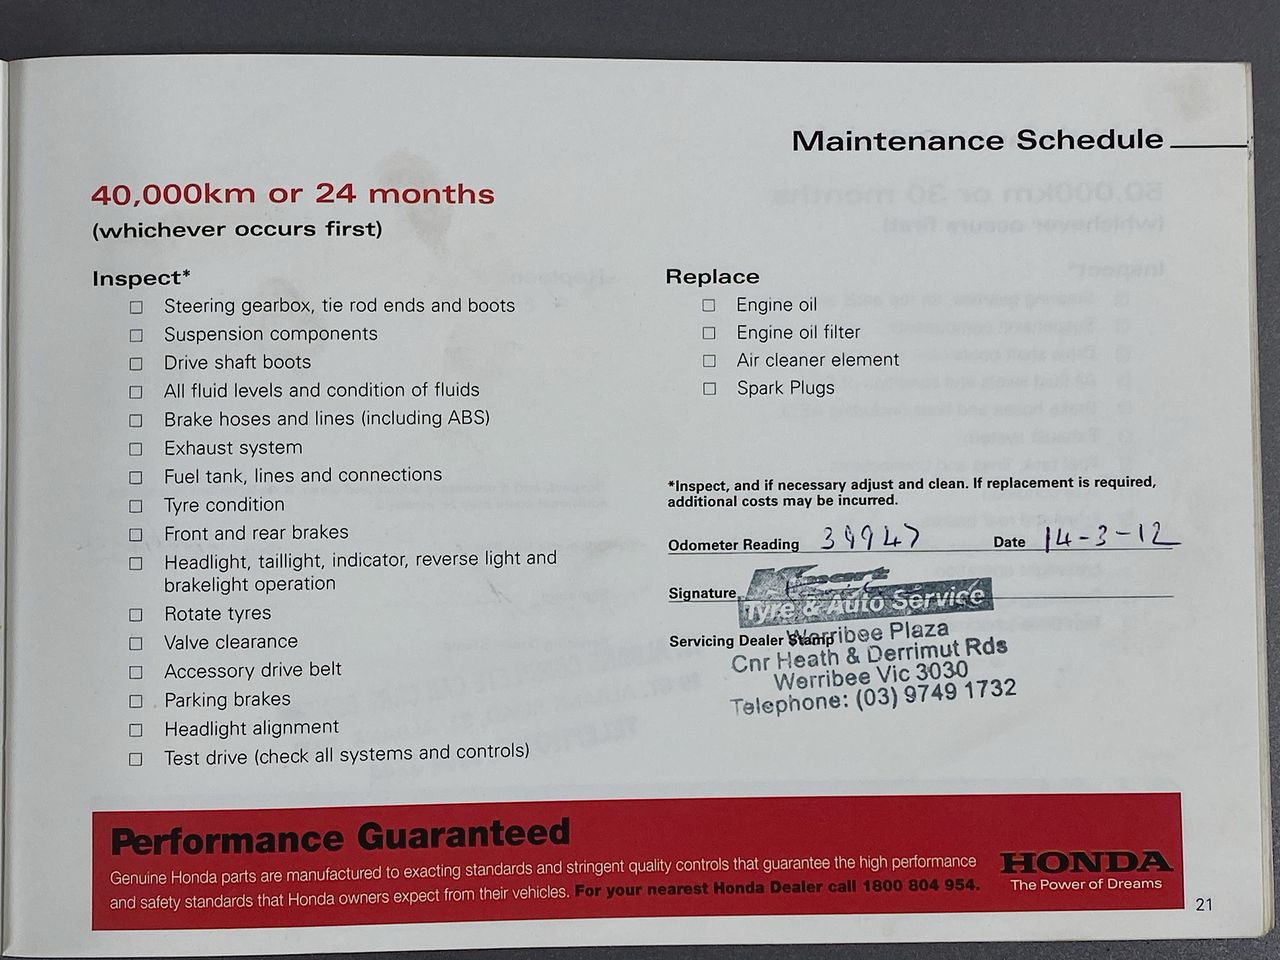 Maintenance Schedule
40,000km or 24 months
(whichever occurs first)
Inspect*
Steering gearbox, tie rod ends and boots
Suspension components
Drive shaft boots
All fluid levels and condition of fluids
Brake hoses and lines (including ABS)
Exhaust system
Fuel tank, lines and connections
Tyre condition
Front and rear brakes
Headlight, taillight, indicator, reverse light and
brakelight operation
Rotate tyres
Valve clearance
Accessory drive belt
Parking brakes
Headlight alignment
Test drive (check all systems and controls)
Replace
Engine oil
Engine oil filter
Air cleaner element
Spark Plugs
*Inspect, and if necessary adjust and clean. If replacement is required,
additional costs may be incurred.
Odometer Reading 39947 Date 14-3-12
Signature
Kmart
Tyre & Auto Service
Servicing Dealer Stamp
Werribee Plaza
Cnr Heath & Derrimut Rds
Werribee Vic 3030
Telephone: (03) 9749 1732
Performance Guaranteed
Genuine Honda parts are manufactured to exacting standards and stringent quality controls that guarantee the high performance
and safety standards that Honda owners expect from their vehicles. For your nearest Honda Dealer call 1800 804 954.
HONDA
The Power of Dreams
21